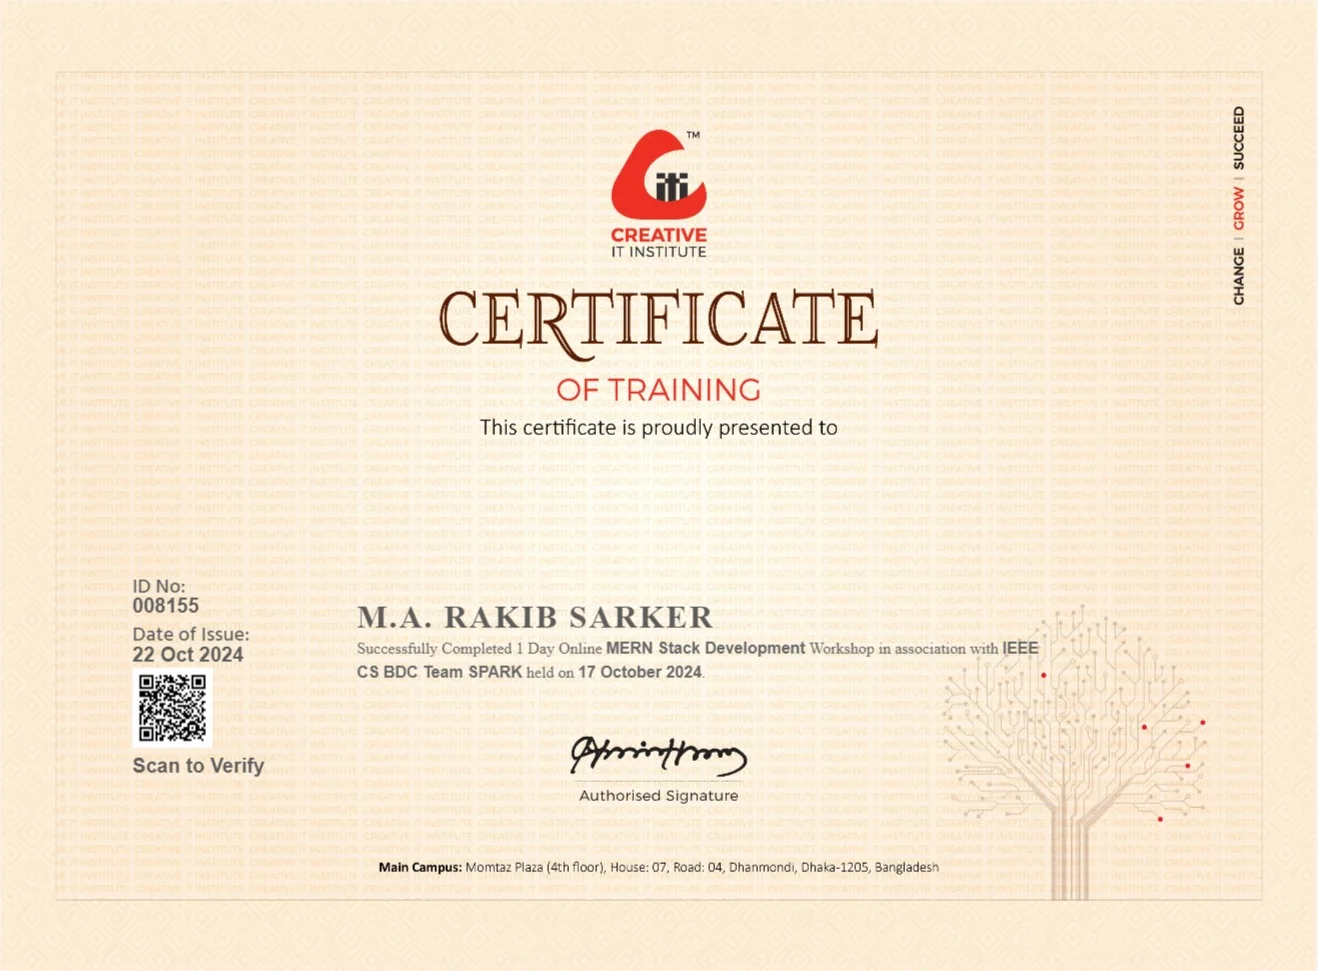 CHANGE | GROW | SUCCEED
TM
iti
CREATIVE
IT INSTITUTE
CERTIFICATE
OF TRAINING
This certificate is proudly presented to
ID No:
008155
Date of Issue:
22 Oct 2024
Scan to Verify
M.A. RAKIB SARKER
Successfully Completed 1 Day Online MERN Stack Development Workshop in association with IEEE
CS BDC Team SPARK held on 17 October 2024.
Authorised Signature
Main Campus: Momtaz Plaza (4th floor), House: 07, Road: 04, Dhanmondi, Dhaka-1205, Bangladesh